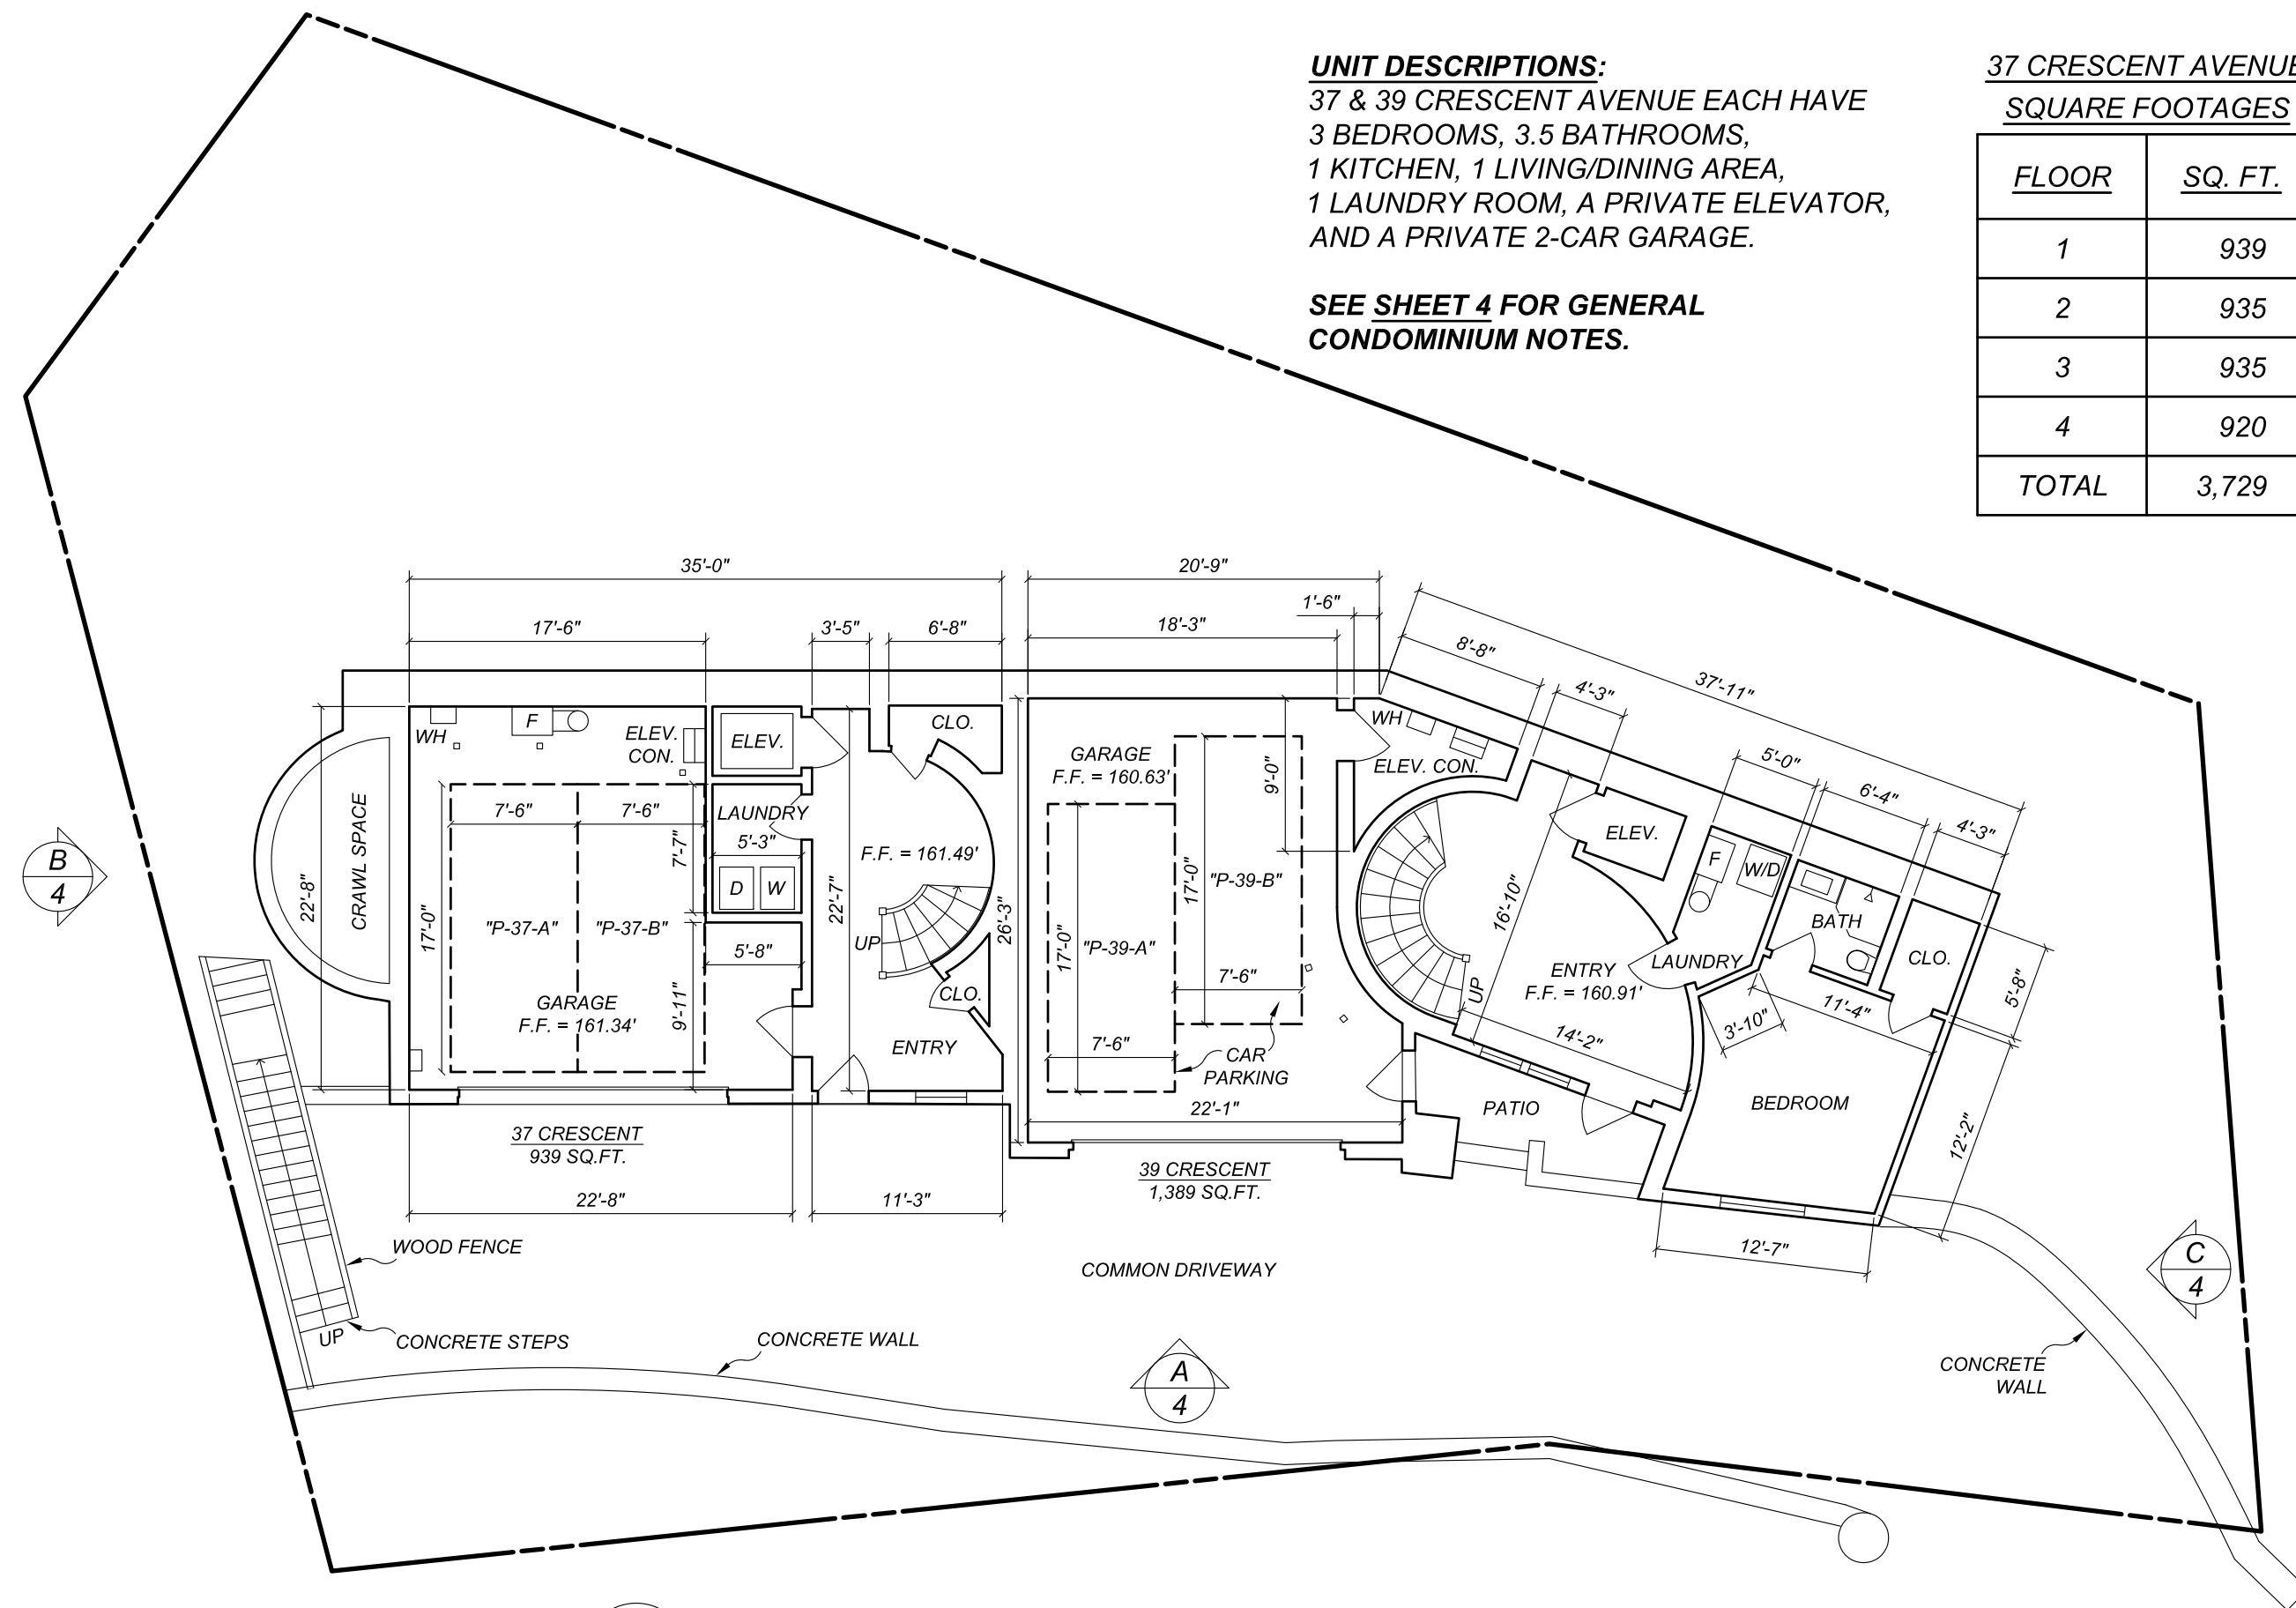 UNIT DESCRIPTIONS:
37 & 39 CRESCENT AVENUE EACH HAVE
3 BEDROOMS, 3.5 BATHROOMS,
1 KITCHEN, 1 LIVING/DINING AREA,
1 LAUNDRY ROOM, A PRIVATE ELEVATOR,
AND A PRIVATE 2-CAR GARAGE.
SEE SHEET 4 FOR GENERAL
CONDOMINIUM NOTES.
37 CRESCENT AVENUE
SQUARE FOOTAGES
FLOOR SQ. FT.
1 939
2 935
3 935
4 920
TOTAL 3,729
35'-0"
17'-6"
3'-5"
6'-8"
20'-9"
18'-3"
1'-6"
8'-8"
4'-3"
37'-11"
5'-0"
6'-4"
4'-3"
5'-8"
12'-2"
B
4
CRAWL SPACE
22'-8"
WH
F
ELEV.
CON.
ELEV.
7'-6"
7'-6"
17'-0"
"P-37-A"
"P-37-B"
GARAGE
F.F. = 161.34'
7'-7"
9'-11"
LAUNDRY
5'-3"
D
W
5'-8"
22'-7"
CLO.
F.F. = 161.49'
UP
CLO.
ENTRY
26'-3"
GARAGE
F.F. = 160.63'
9'-0"
17'-0"
"P-39-B"
17'-0"
"P-39-A"
7'-6"
7'-6"
CAR
PARKING
22'-1"
WH
ELEV. CON.
ELEV.
16'-10"
UP
ENTRY
F.F. = 160.91'
14'-2"
F
W/D
LAUNDRY
BATH
CLO.
11'-4"
3'-10"
BEDROOM
PATIO
12'-7"
37 CRESCENT
939 SQ.FT.
22'-8"
11'-3"
39 CRESCENT
1,389 SQ.FT.
WOOD FENCE
COMMON DRIVEWAY
UP
CONCRETE STEPS
CONCRETE WALL
A
4
C
4
CONCRETE
WALL